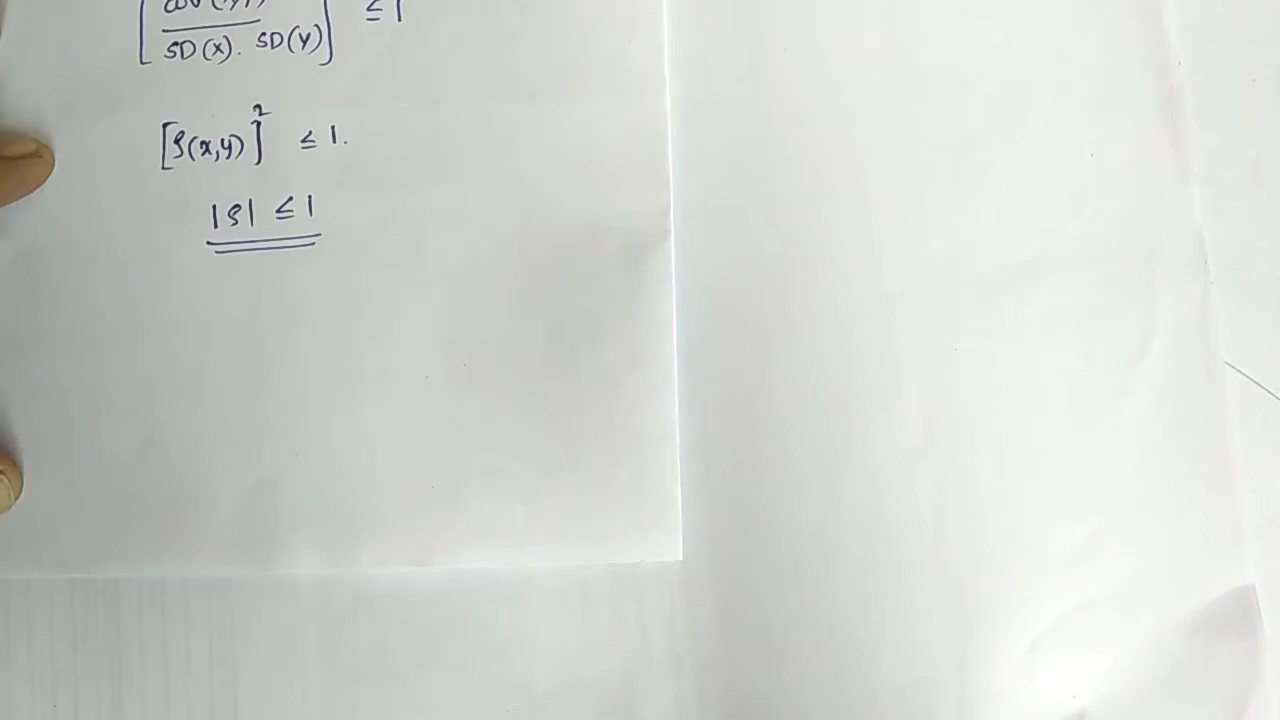 ≤ 1
SD(x). SD(y)
[ρ(x,y)]² ≤ 1.
|ρ| ≤ 1